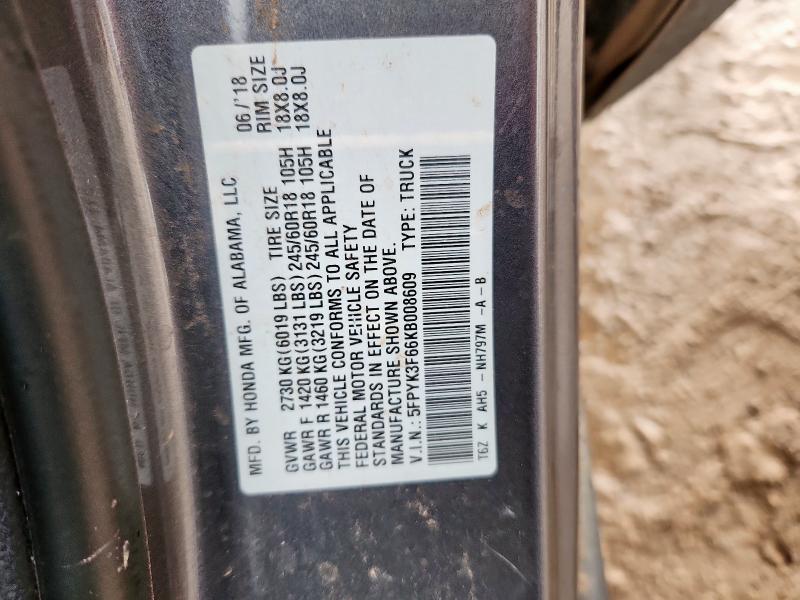 MFD. BY HONDA MFG. OF ALABAMA, LLC 06/'18
GVWR 2730 KG(6019 LBS) TIRE SIZE RIM SIZE
GAWR F 1420 KG(3131 LBS) 245/60R18 105H 18X8.0J
GAWR R 1460 KG(3219 LBS) 245/60R18 105H 18X8.0J
THIS VEHICLE CONFORMS TO ALL APPLICABLE
FEDERAL MOTOR VEHICLE SAFETY
STANDARDS IN EFFECT ON THE DATE OF
MANUFACTURE SHOWN ABOVE.
V.I.N.: 5FPYK3F66KB008609 TYPE: TRUCK
T6Z K AH5 - NH797M -A-B